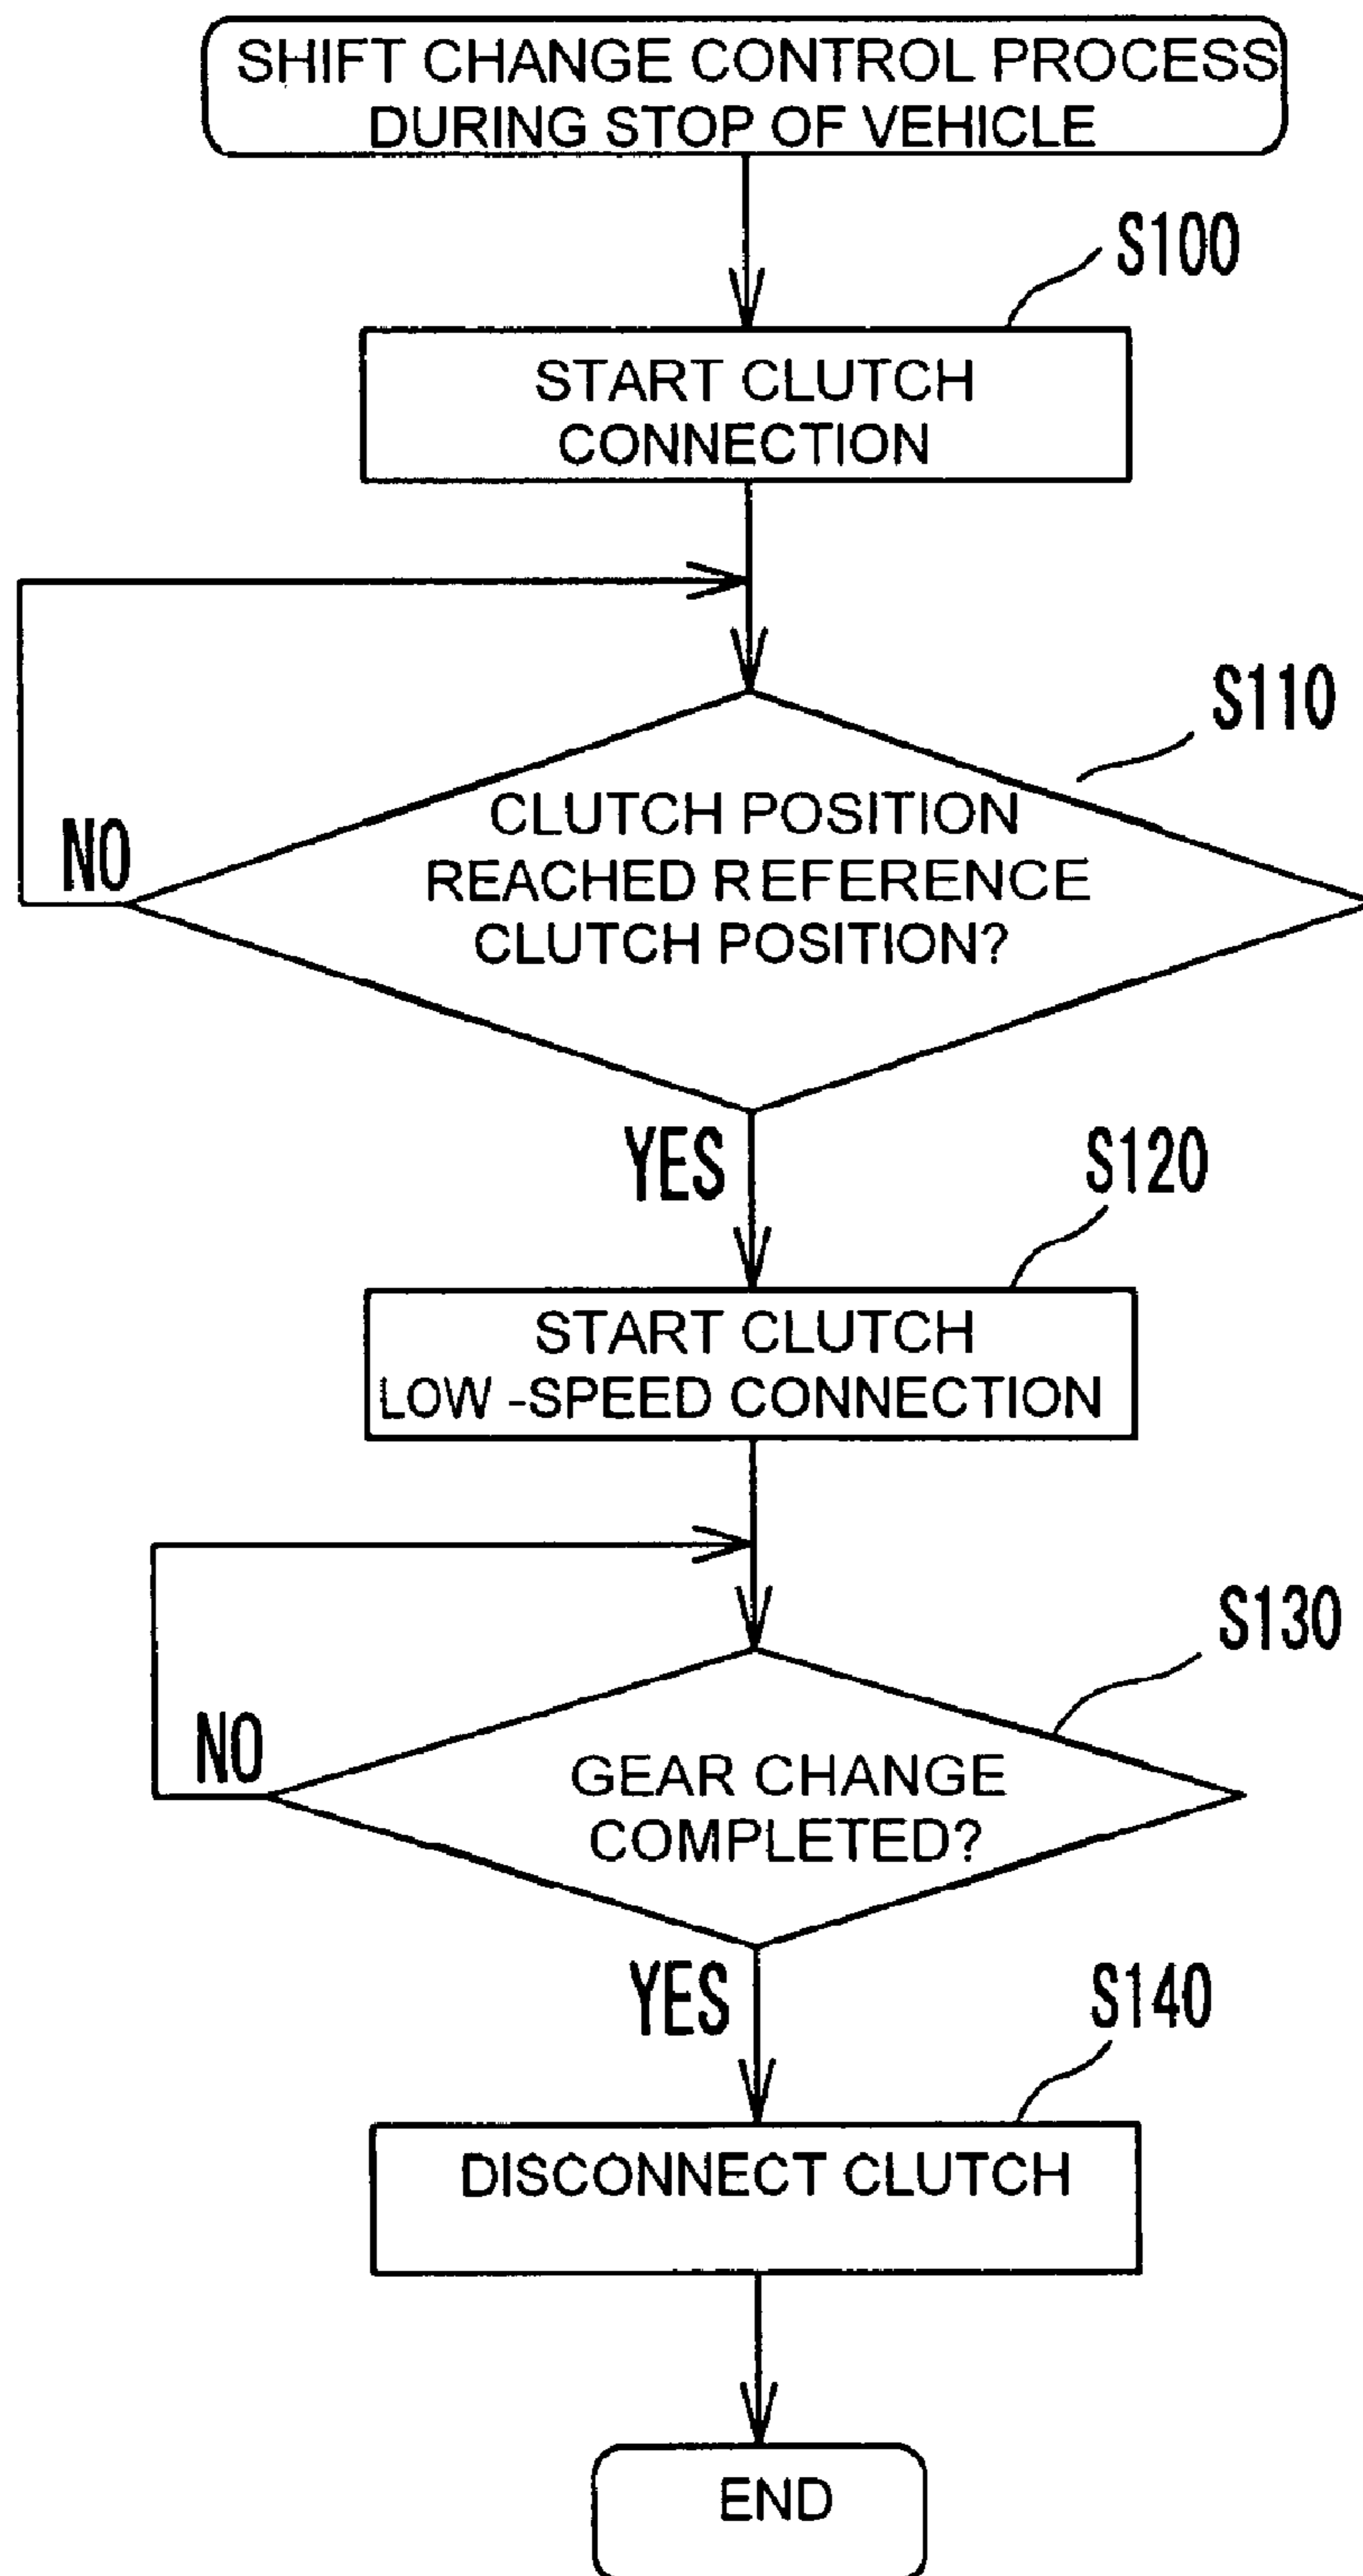 SHIFT CHANGE CONTROL PROCESS
DURING STOP OF VEHICLE
S100
START CLUTCH
CONNECTION
S110
CLUTCH POSITION
REACHED REFERENCE
CLUTCH POSITION?
NO
YES
S120
START CLUTCH
LOW -SPEED CONNECTION
S130
GEAR CHANGE
COMPLETED?
NO
YES
S140
DISCONNECT CLUTCH
END